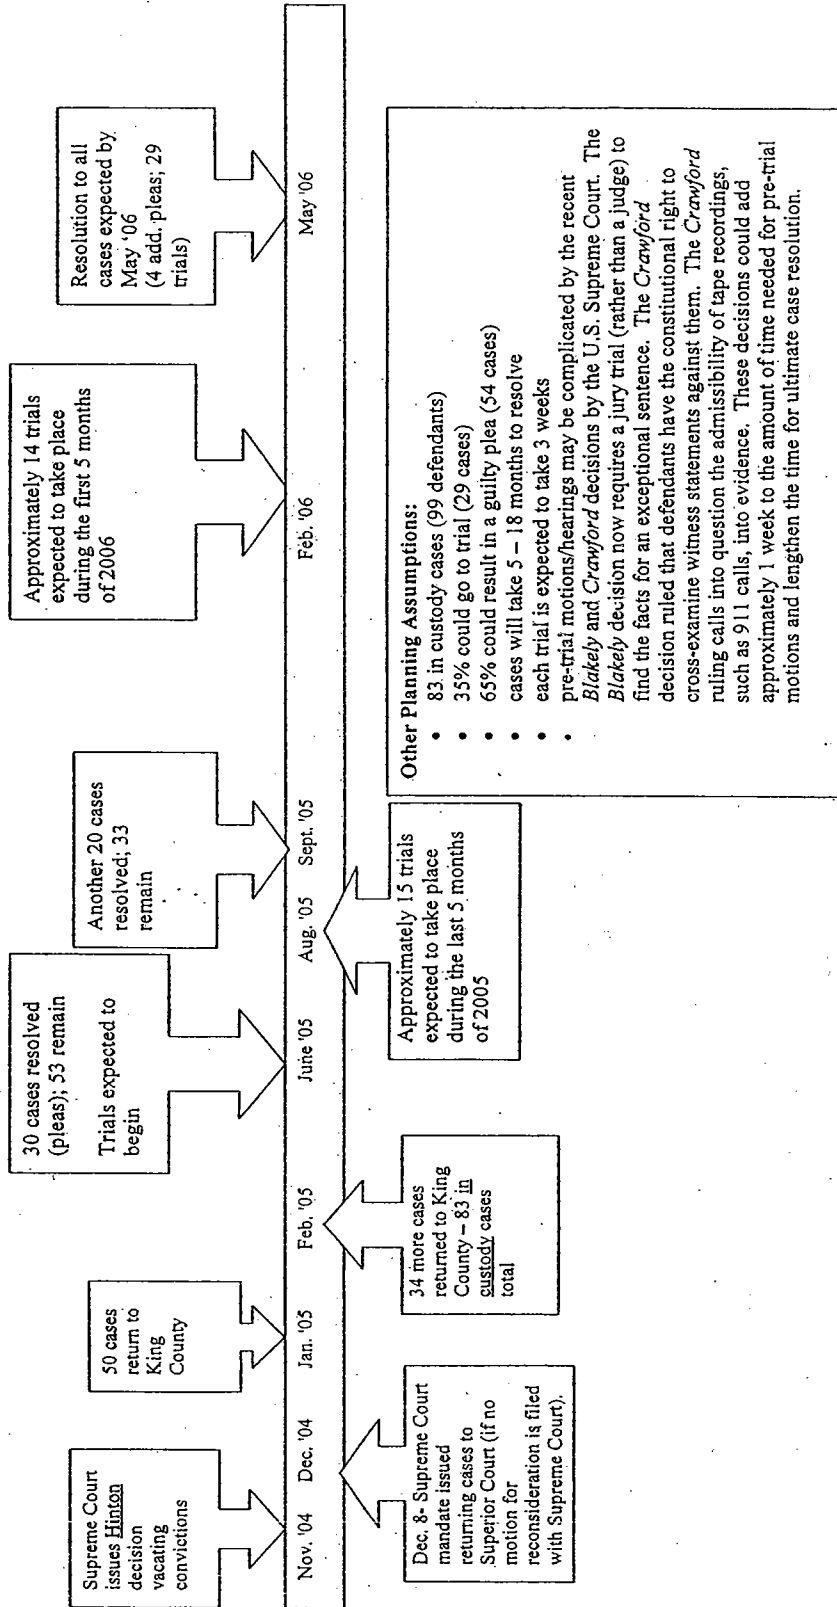 Supreme Court
issues Hinton
decision
vacating
convictions
50 cases
return to
King
County
30 cases resolved
(pleas); 53 remain
Trials expected to
begin
Another 20 cases
resolved; 33
remain
Approximately 14 trials
expected to take place
during the first 5 months
of 2006
Resolution to all
cases expected by
May '06
(4 add. pleas; 29
trials)
Nov. '04 Dec. '04 Jan. '05 Feb. '05 June '05 Aug. '05 Sept. '05 Feb. '06 May '06
Dec. 8- Supreme Court
mandate issued
returning cases to
Superior Court (if no
motion for
reconsideration is filed
with Supreme Court).
34 more cases
returned to King
County – 83 in
custody cases
total
Approximately 15 trials
expected to take place
during the last 5 months
of 2005
Other Planning Assumptions:
• 83 in custody cases (99 defendants)
• 35% could go to trial (29 cases)
• 65% could result in a guilty plea (54 cases)
• cases will take 5 – 18 months to resolve
• each trial is expected to take 3 weeks
• pre-trial motions/hearings may be complicated by the recent
Blakely and Crawford decisions by the U.S. Supreme Court. The
Blakely decision now requires a jury trial (rather than a judge) to
find the facts for an exceptional sentence. The Crawford
decision ruled that defendants have the constitutional right to
cross-examine witness statements against them. The Crawford
ruling calls into question the admissibility of tape recordings,
such as 911 calls, into evidence. These decisions could add
approximately 1 week to the amount of time needed for pre-trial
motions and lengthen the time for ultimate case resolution.